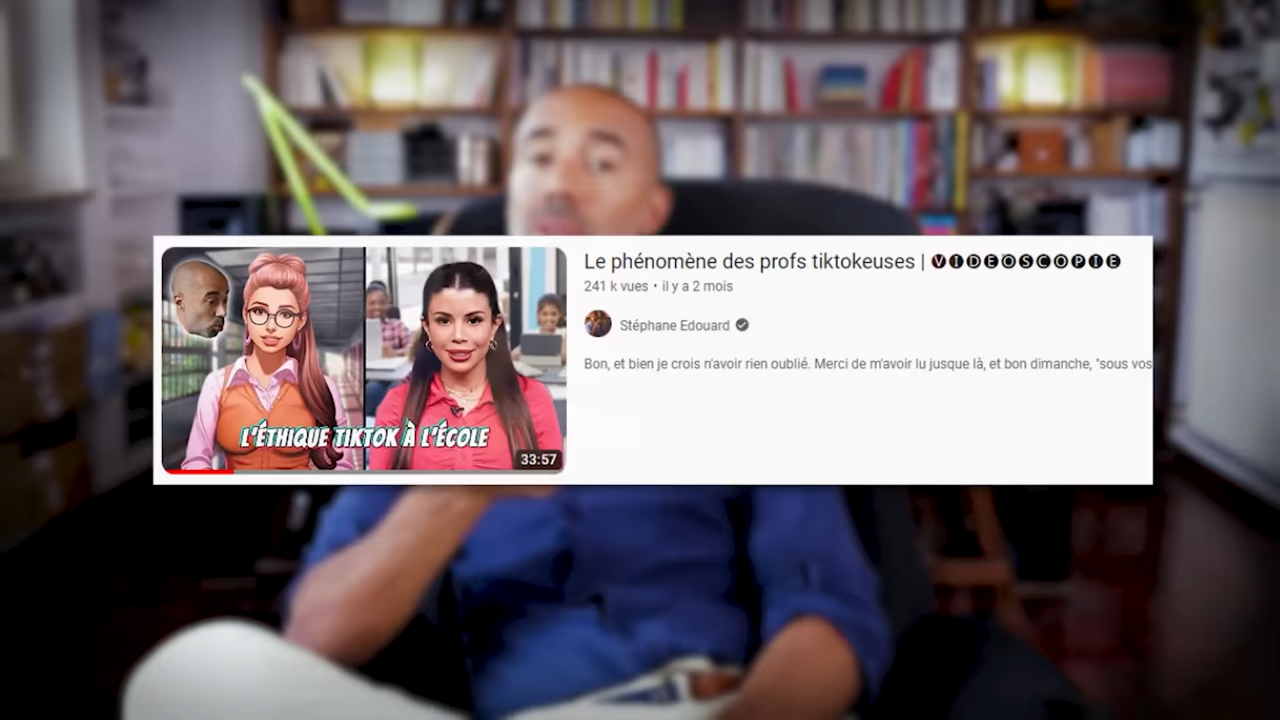 Le phénomène des profs tiktokeuses | 🅥🅘🅓🅔🅞🅢🅒🅞🅟🅘🅔
241 k vues • il y a 2 mois
Stéphane Edouard
Bon, et bien je crois n'avoir rien oublié. Merci de m'avoir lu jusque là, et bon dimanche, "sous vos
L'ÉTHIQUE TIKTOK À L'ÉCOLE
33:57